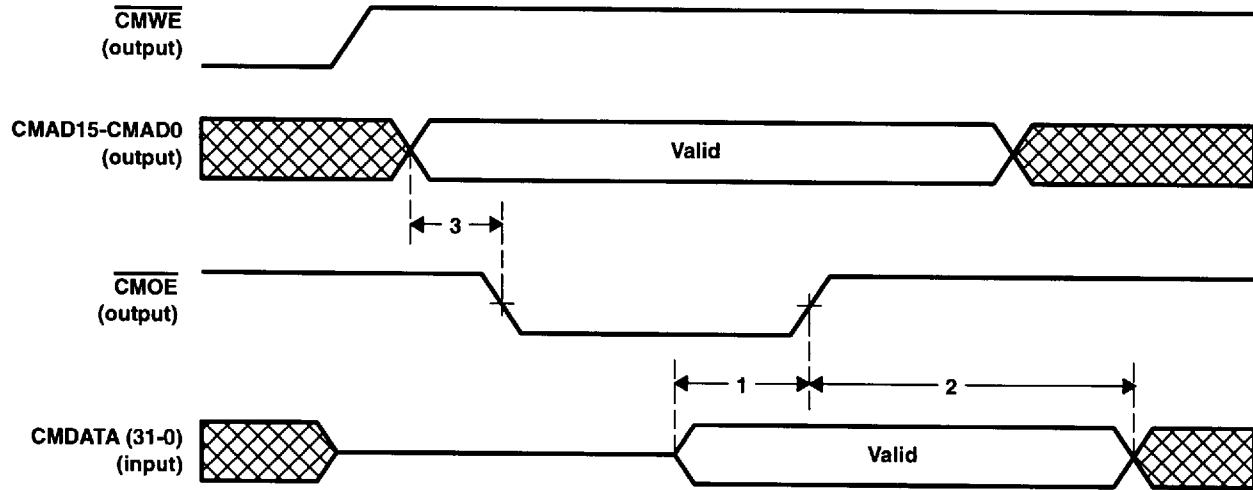 CMWE
(output)
CMAD15-CMAD0
(output)
Valid
3
CMOE
(output)
1
2
CMDATA (31-0)
(input)
Valid